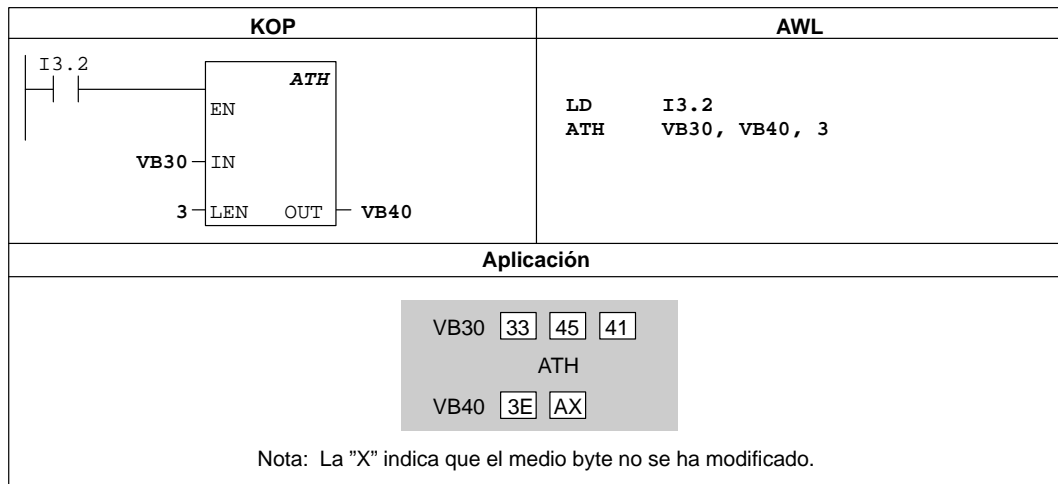 KOP
AWL
I3.2
ATH
EN
VB30 IN
3 LEN OUT VB40
LD I3.2
ATH VB30, VB40, 3
Aplicación
VB30 33 45 41
ATH
VB40 3E AX
Nota: La ”X” indica que el medio byte no se ha modificado.